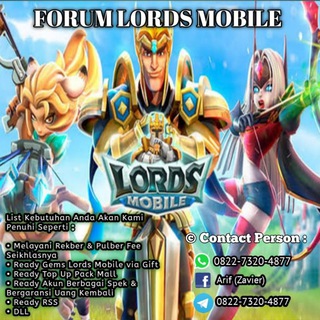 FORUM LORDS MOBILE
LORDS
MOBILE
List Kebutuhan Anda Akan Kami
Penuhi Seperti :
• Melayani Rekber & Pulber Fee
Seikhlasnya
• Ready Gems Lords Mobile via Gift
• Ready Top Up Pack Mall
• Ready Akun Berbagai Spek &
Bergaransi Uang Kembali
• Ready RSS
• DLL
© Contact Person :
0822-7320-4877
Arif (Zavier)
0822-7320-4877